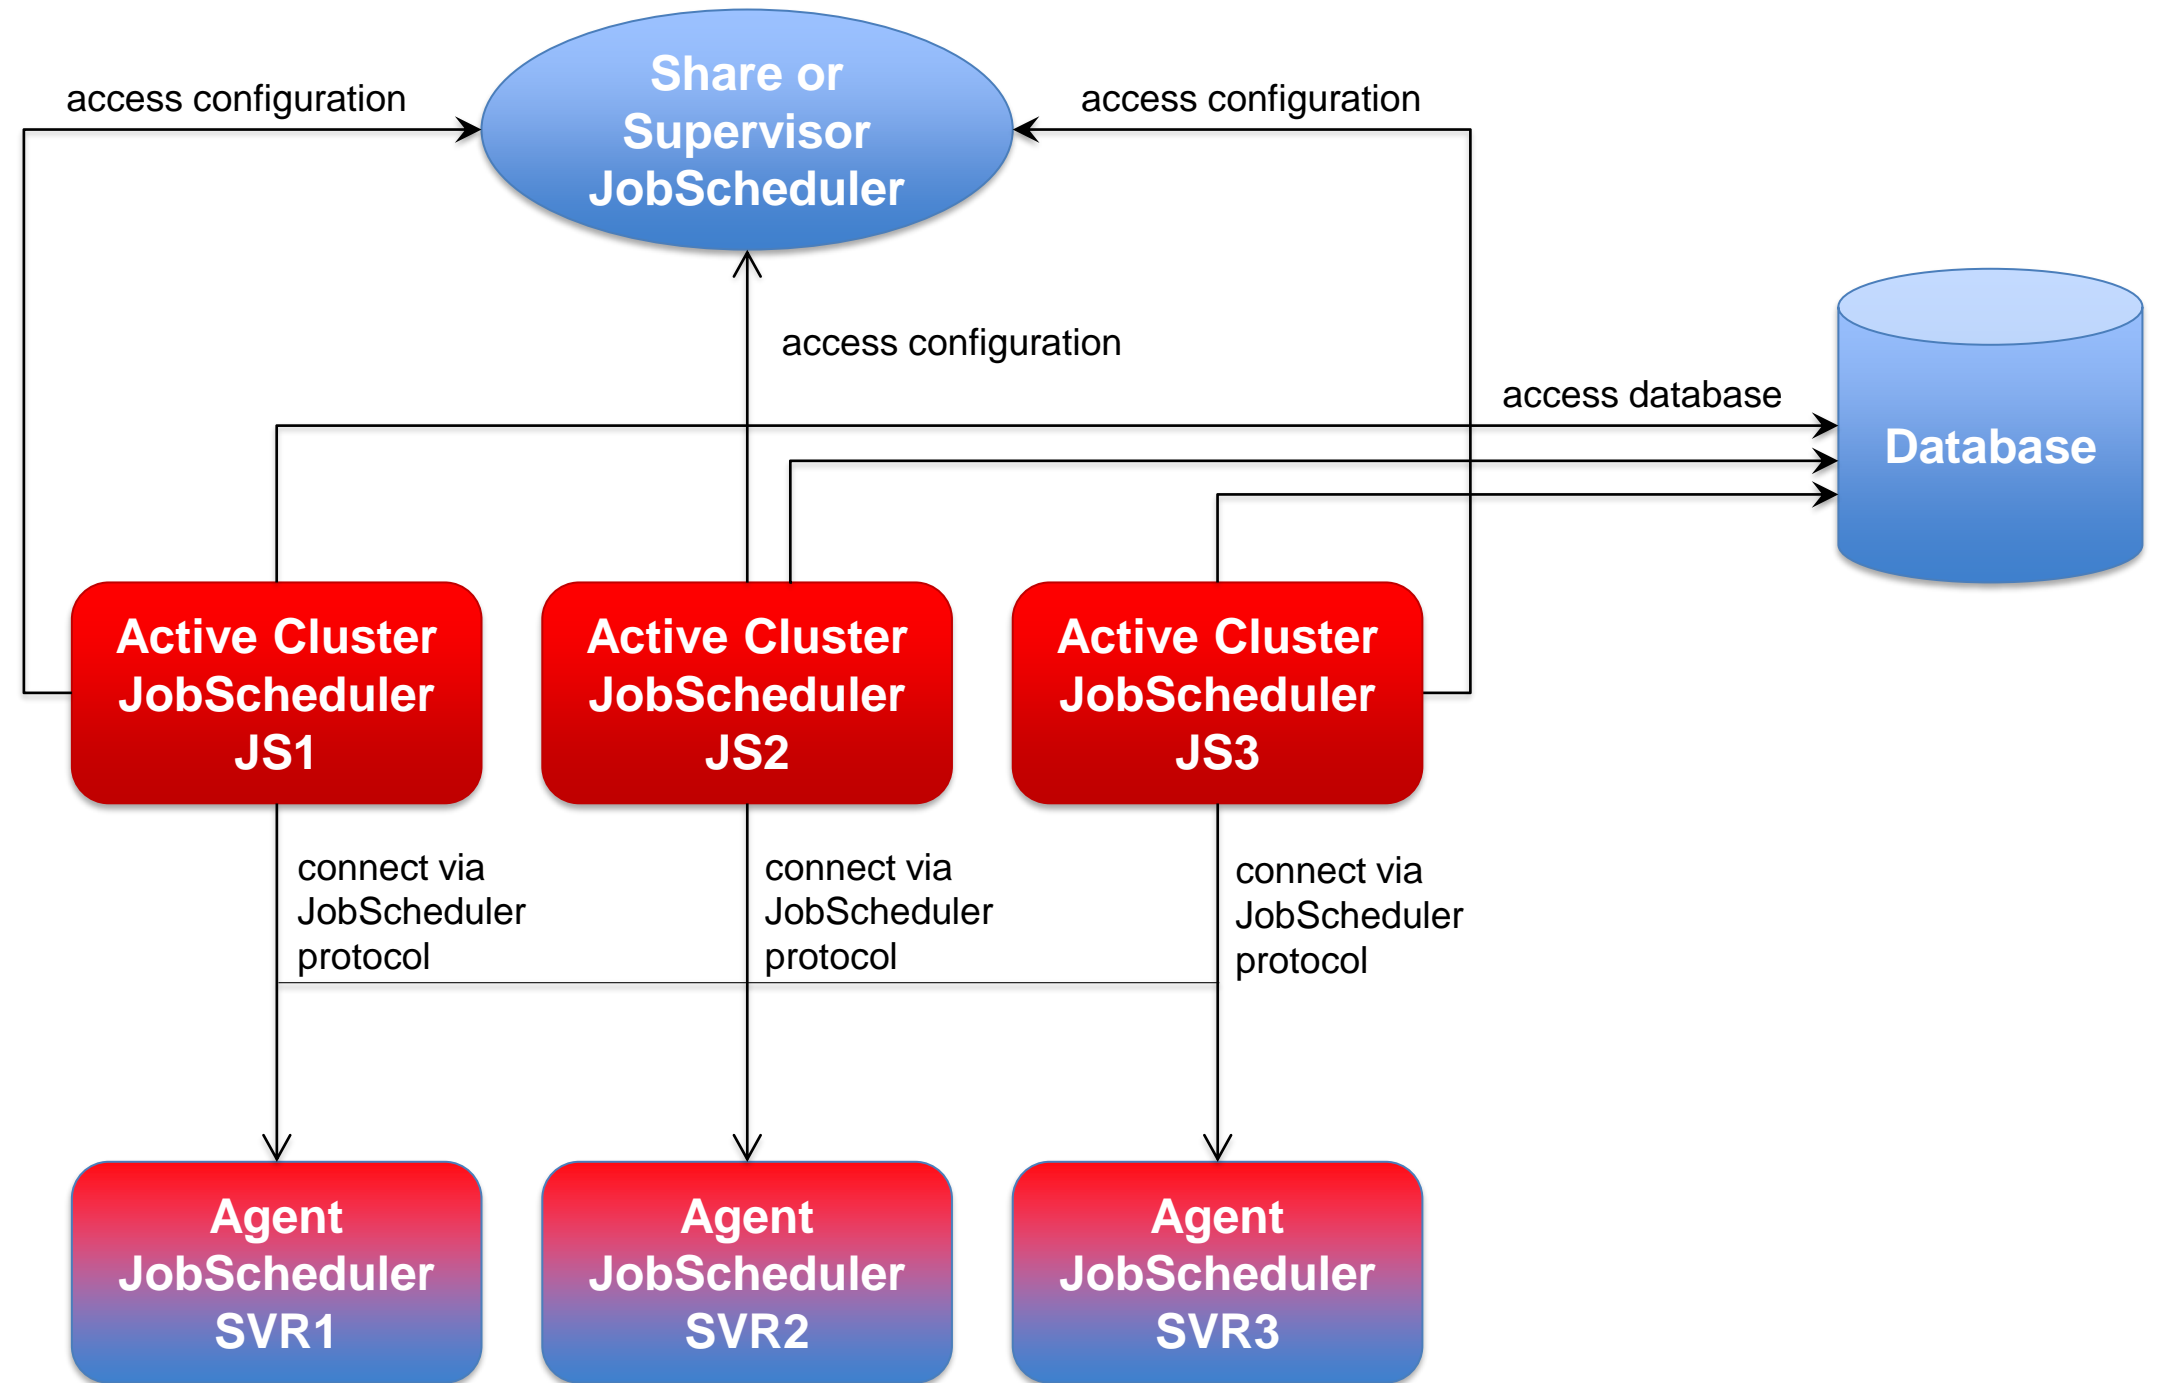 Share or
Supervisor
JobScheduler
access configuration
access configuration
access configuration
access database
Database
Active Cluster
JobScheduler
JS1
Active Cluster
JobScheduler
JS2
Active Cluster
JobScheduler
JS3
connect via
JobScheduler
protocol
connect via
JobScheduler
protocol
connect via
JobScheduler
protocol
Agent
JobScheduler
SVR1
Agent
JobScheduler
SVR2
Agent
JobScheduler
SVR3